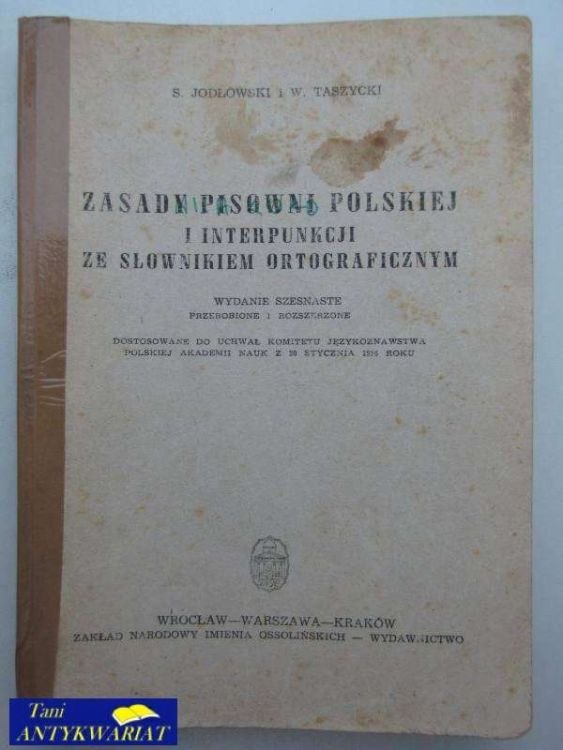 S. JODŁOWSKI i W. TASZYCKI
ZASADY PISOWNI POLSKIEJ
I INTERPUNKCJI
ZE SŁOWNIKIEM ORTOGRAFICZNYM
WYDANIE SZESNASTE
PRZEROBIONE I ROZSZERZONE
DOSTOSOWANE DO UCHWAŁ KOMITETU JĘZYKOZNAWSTWA
POLSKIEJ AKADEMII NAUK Z 20 STYCZNIA 1956 ROKU
WROCŁAW—WARSZAWA—KRAKÓW
ZAKŁAD NARODOWY IMIENIA OSSOLIŃSKICH — WYDAWNICTWO
Tani
ANTYKWARIAT